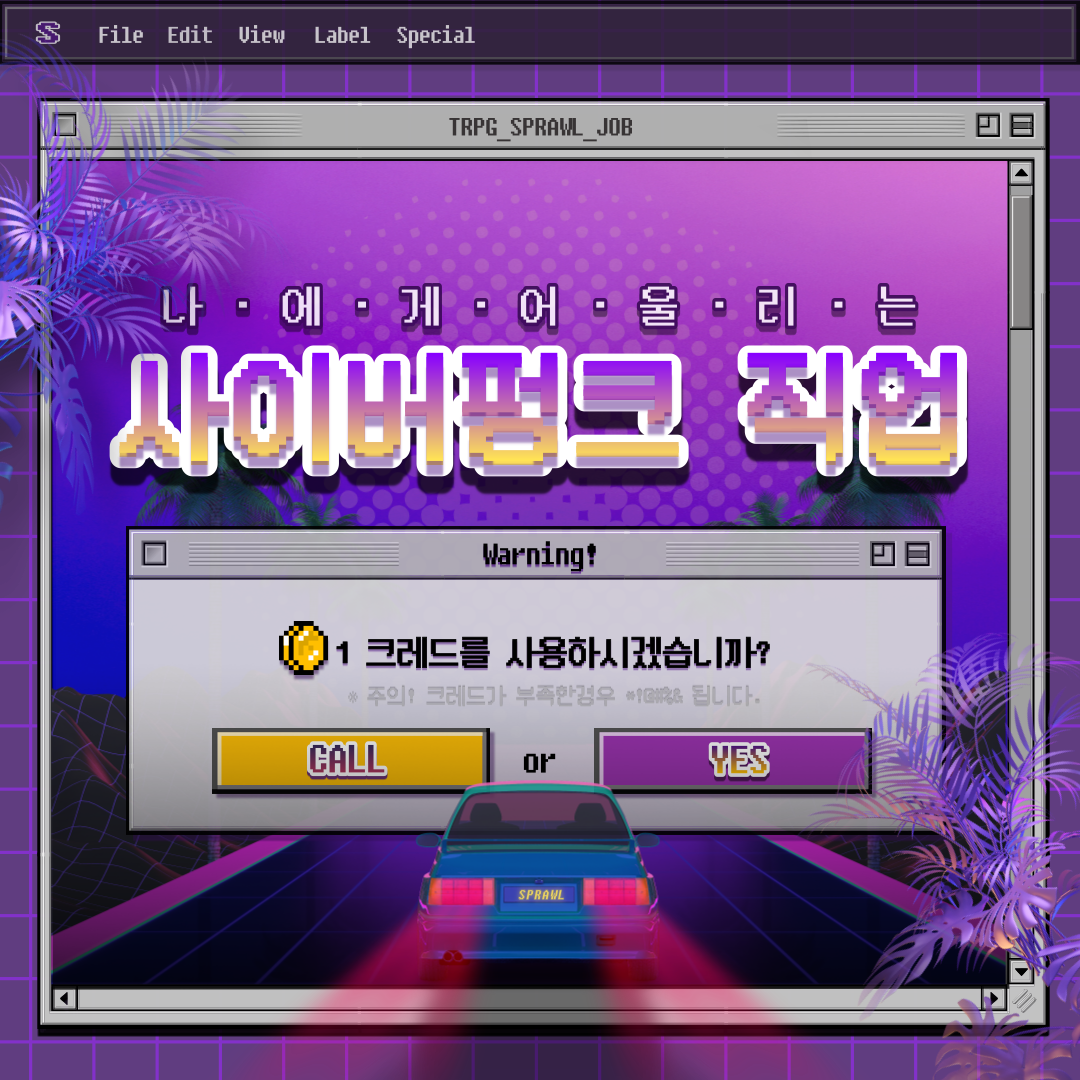 S File Edit View Label Special
TRPG_SPRAWL_JOB
나·에·게·어·울·리·는
사이버펑크 직업
Warning!
1 크레드를 사용하시겠습니까?
※ 주의! 크레드가 부족한경우 *!@#%& 됩니다.
CALL or YES
SPRAWL